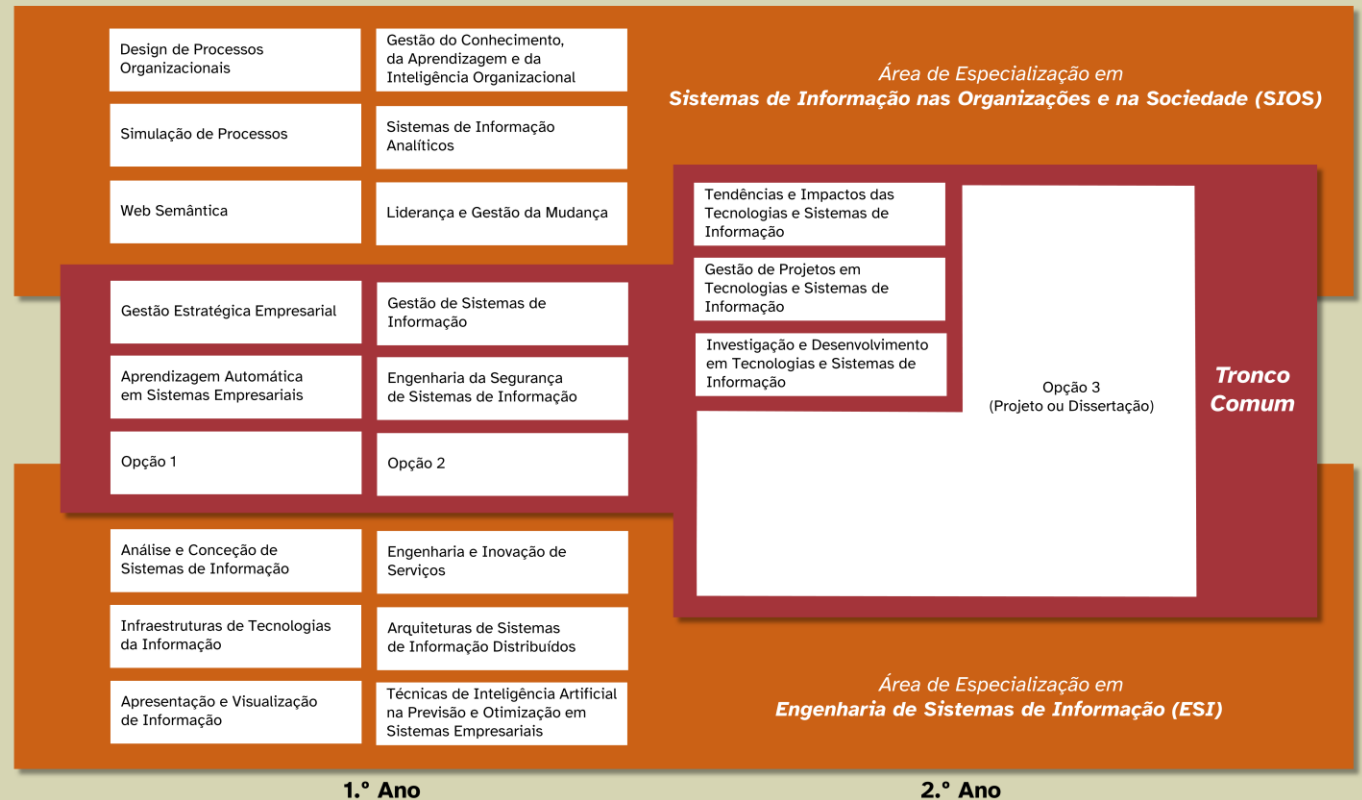 Design de Processos
Organizacionais
Gestão do Conhecimento,
da Aprendizagem e da
Inteligência Organizacional
Área de Especialização em
Sistemas de Informação nas Organizações e na Sociedade (SIOS)
Simulação de Processos
Sistemas de Informação
Analíticos
Web Semântica
Liderança e Gestão da Mudança
Tendências e Impactos das
Tecnologias e Sistemas de
Informação
Gestão de Projetos em
Tecnologias e Sistemas de
Informação
Investigação e Desenvolvimento
em Tecnologias e Sistemas de
Informação
Opção 3
(Projeto ou Dissertação)
Tronco
Comum
Gestão Estratégica Empresarial
Gestão de Sistemas de
Informação
Aprendizagem Automática
em Sistemas Empresariais
Engenharia da Segurança
de Sistemas de Informação
Opção 1
Opção 2
Análise e Conceção de
Sistemas de Informação
Engenharia e Inovação de
Serviços
Infraestruturas de Tecnologias
da Informação
Arquiteturas de Sistemas
de Informação Distribuídos
Apresentação e Visualização
de Informação
Técnicas de Inteligência Artificial
na Previsão e Otimização em
Sistemas Empresariais
Área de Especialização em
Engenharia de Sistemas de Informação (ESI)
1.° Ano
2.° Ano